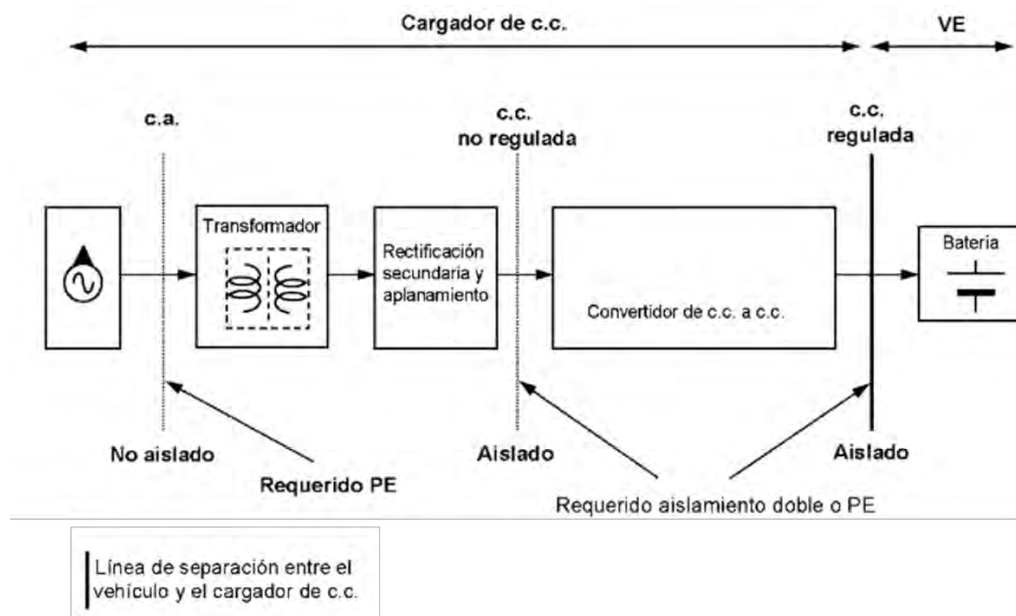 Cargador de c.c.
VE
c.a.
c.c.
no regulada
c.c.
regulada
Transformador
Rectificación
secundaria y
aplanamiento
Convertidor de c.c. a c.c.
Batería
No aislado
Aislado
Aislado
Requerido PE
Requerido aislamiento doble o PE
Línea de separación entre el
vehículo y el cargador de c.c.